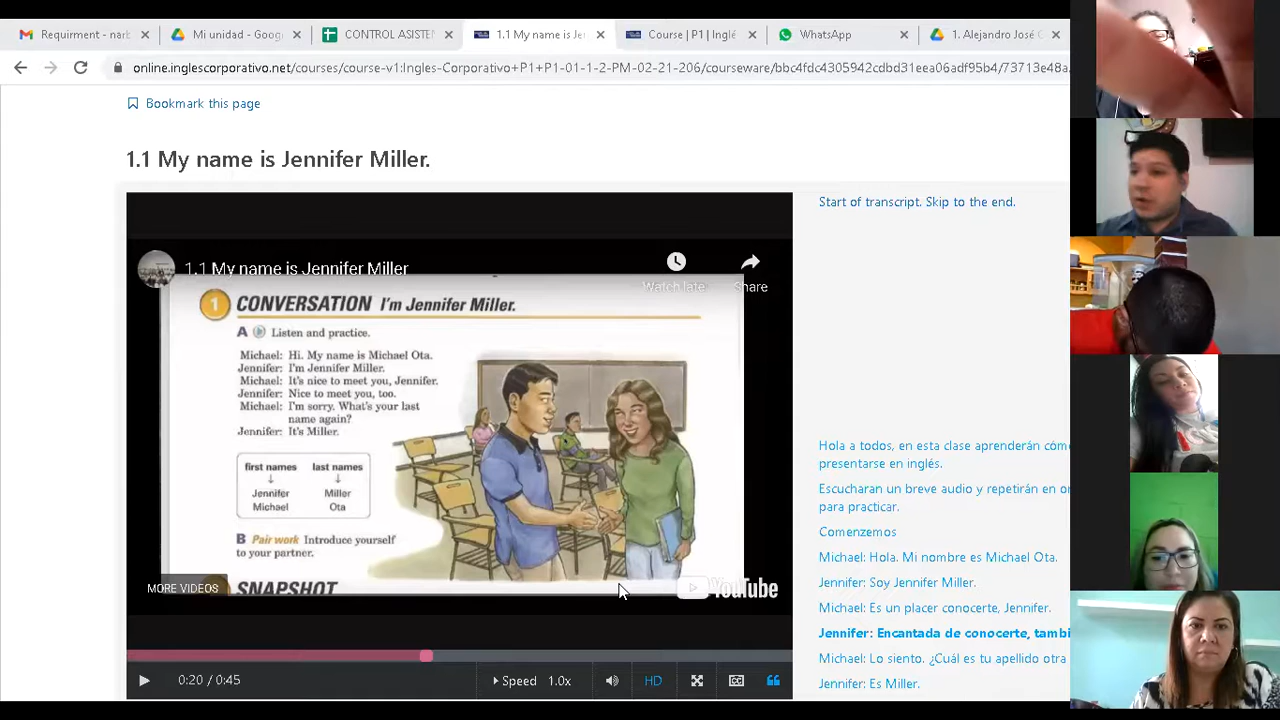 Requirment - narb
Mi unidad - Goog
CONTROL ASISTEN
1.1 My name is Jen
Course | P1 | Inglé
WhatsApp
1. Alejandro José C
online.inglescorporativo.net/courses/course-v1:Ingles-Corporativo+P1+P1-01-1-2-PM-02-21-206/courseware/bbc4fdc4305942cdbd31eea06adf95b4/73713e48a
Bookmark this page
1.1 My name is Jennifer Miller.
Start of transcript. Skip to the end.
1.1 My name is Jennifer Miller
Watch late
Share
1 CONVERSATION I'm Jennifer Miller.
A Listen and practice.
Michael: Hi. My name is Michael Ota.
Jennifer: I'm Jennifer Miller.
Michael: It's nice to meet you, Jennifer.
Jennifer: Nice to meet you, too.
Michael: I'm sorry. What's your last
name again?
Jennifer: It's Miller.
first names last names
Jennifer Miller
Michael Ota
B Pair work Introduce yourself
to your partner.
SNAPSHOT
MORE VIDEOS
YouTube
0:20 / 0:45
Speed 1.0x
HD
Hola a todos, en esta clase aprenderán cóm
presentarse en inglés.
Escucharan un breve audio y repetirán en
para practicar.
Comenzemos
Michael: Hola. Mi nombre es Michael Ota.
Jennifer: Soy Jennifer Miller.
Michael: Es un placer conocerte, Jennifer.
Jennifer: Encantada de conocerte, tambi
Michael: Lo siento. ¿Cuál es tu apellido otra
Jennifer: Es Miller.